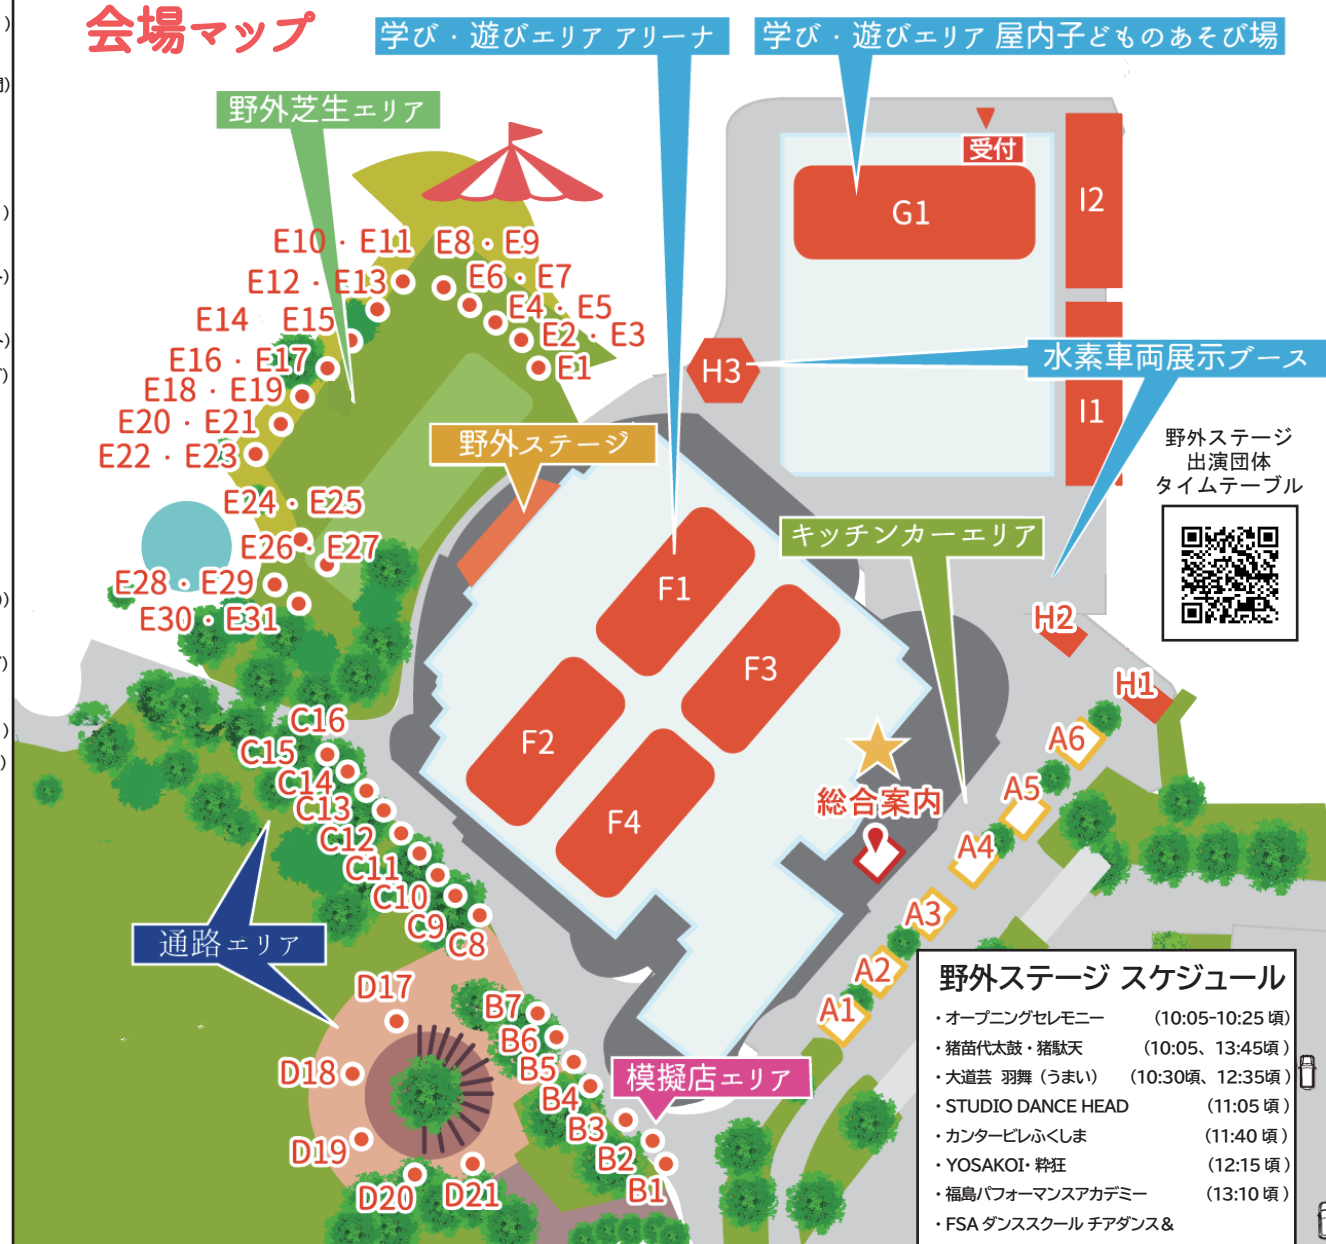 会場マップ
学び・遊びエリア アリーナ
学び・遊びエリア 屋内子どものあそび場
野外芝生エリア
受付
G1
I2
E10・E11
E8・E9
E12・E13
E6・E7
E14 E15
E4・E5
E2・E3
E16・E17
E1
H3
水素車両展示ブース
E18・E19
I1
E20・E21
野外ステージ
E22・E23
野外ステージ
出演団体
タイムテーブル
E24・E25
キッチンカーエリア
E26・E27
E28・E29
F1
E30・E31
H2
F3
H1
C16
F2
A6
C15
C14
総合案内
A5
C13
F4
C12
A4
C11
C10
A3
C9
C8
通路エリア
A2
D17
B7
A1
B6
B5
D18
模擬店エリア
B4
B3
D19
B2
B1
D20
D21
野外ステージ スケジュール
・オープニングセレモニー (10:05-10:25 頃)
・猪苗代太鼓・猪駄天 (10:05、13:45頃)
・大道芸 羽舞（うまい） (10:30頃、12:35頃)
・STUDIO DANCE HEAD (11:05 頃)
・カンタービレふくしま (11:40 頃)
・YOSAKOI・粋狂 (12:15 頃)
・福島パフォーマンスアカデミー (13:10 頃)
・FSA ダンススクール チアダンス＆